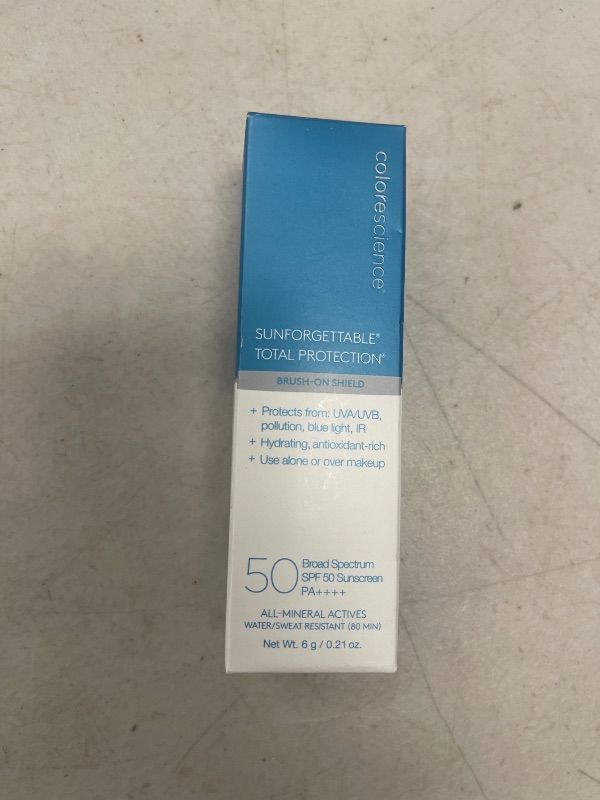 colorescience®
SUNFORGETTABLE®
TOTAL PROTECTION®
BRUSH-ON SHIELD
+ Protects from: UVA/UVB,
pollution, blue light, IR
+ Hydrating, antioxidant-rich
+ Use alone or over makeup
50
Broad Spectrum
SPF 50 Sunscreen
PA++++
ALL-MINERAL ACTIVES
WATER/SWEAT RESISTANT (80 MIN)
Net Wt. 6 g / 0.21 oz.